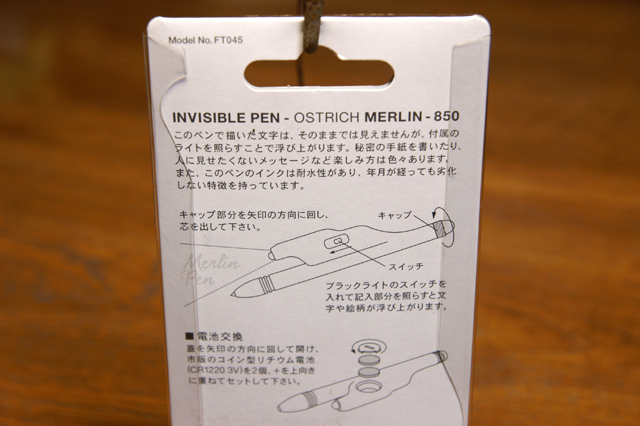 Model No. FT045
INVISIBLE PEN - OSTRICH MERLIN - 850
このペンで描いた文字は、そのままでは見えませんが、付属の
ライトを照らすことで浮び上がります。秘密の手紙を書いたり、
人に見せたくないメッセージなど楽しみ方は色々あります。
また、このペンのインクは耐水性があり、年月が経っても劣化
しない特徴を持っています。
キャップ部分を矢印の方向に回し、
芯を出して下さい。
キャップ
Merlin
Pen
スイッチ
ブラックライトのスイッチを
入れて記入部分を照らすと文
字や絵柄が浮び上がります。
■電池交換
蓋を矢印の方向に回して開け、
市販のコイン型リチウム電池
(CR1220 3V)を2個、+を上向き
に重ねてセットして下さい。